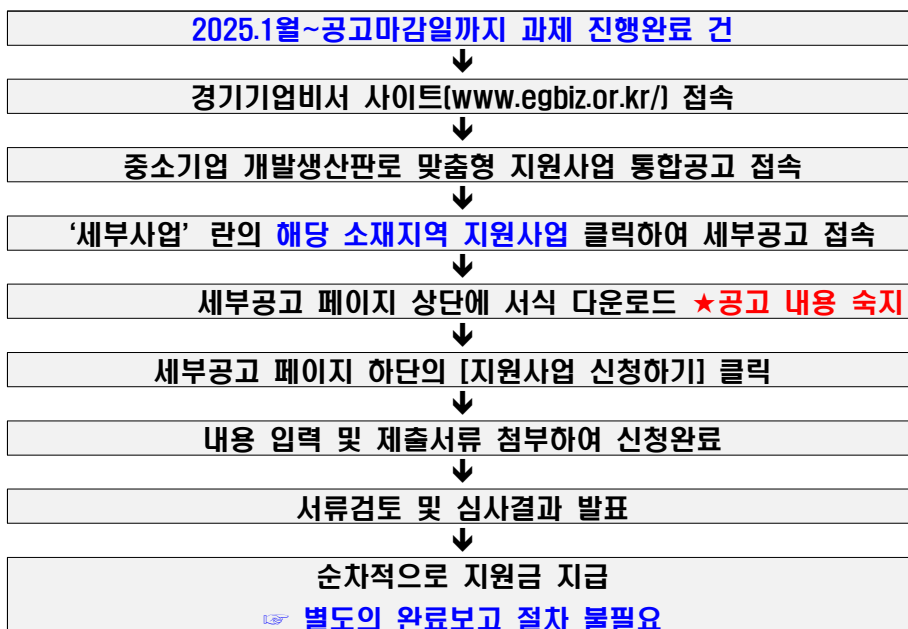 2025.1월~공고마감일까지 과제 진행완료 건
🡻
경기기업비서 사이트(www.egbiz.or.kr/) 접속
🡻
중소기업 개발생산판로 맞춤형 지원사업 통합공고 접속
🡻
‘세부사업’ 란의 해당 소재지역 지원사업 클릭하여 세부공고 접속
🡻
세부공고 페이지 상단에 서식 다운로드 ★공고 내용 숙지
🡻
세부공고 페이지 하단의 [지원사업 신청하기] 클릭
🡻
내용 입력 및 제출서류 첨부하여 신청완료
🡻
서류검토 및 심사결과 발표
🡻
순차적으로 지원금 지급
☞ 별도의 완료보고 절차 불필요